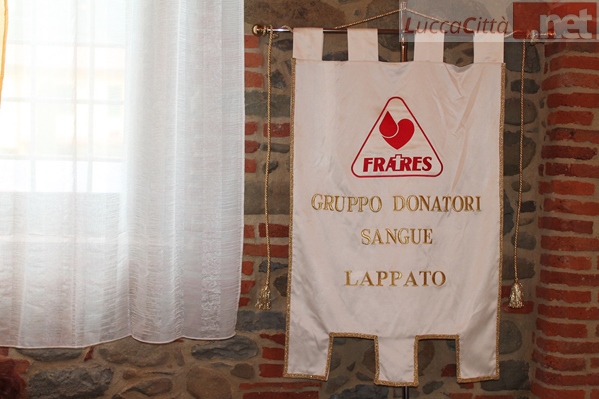 LuccaCittà.net
FRATRES
GRUPPO DONATORI
SANGUE
LAPPATO